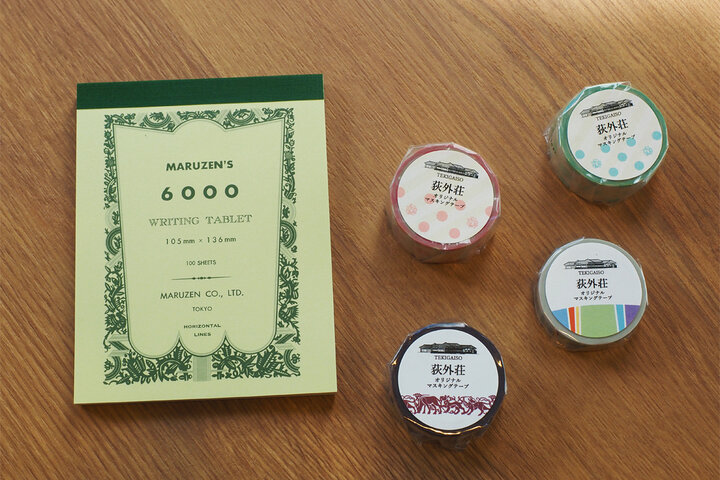 MARUZEN'S
6000
WRITING TABLET
105mm × 136mm
100 SHEETS
MARUZEN CO., LTD.
TOKYO
HORIZONTAL
LINES
TEKIGAISO
荻外荘
オリジナル
マスキングテープ
TEKIGAISO
荻外荘
オリジナル
マスキングテープ
TEKIGAISO
荻外荘
オリジナル
マスキングテープ
TEKIGAISO
荻外荘
オリジナル
マスキングテープ